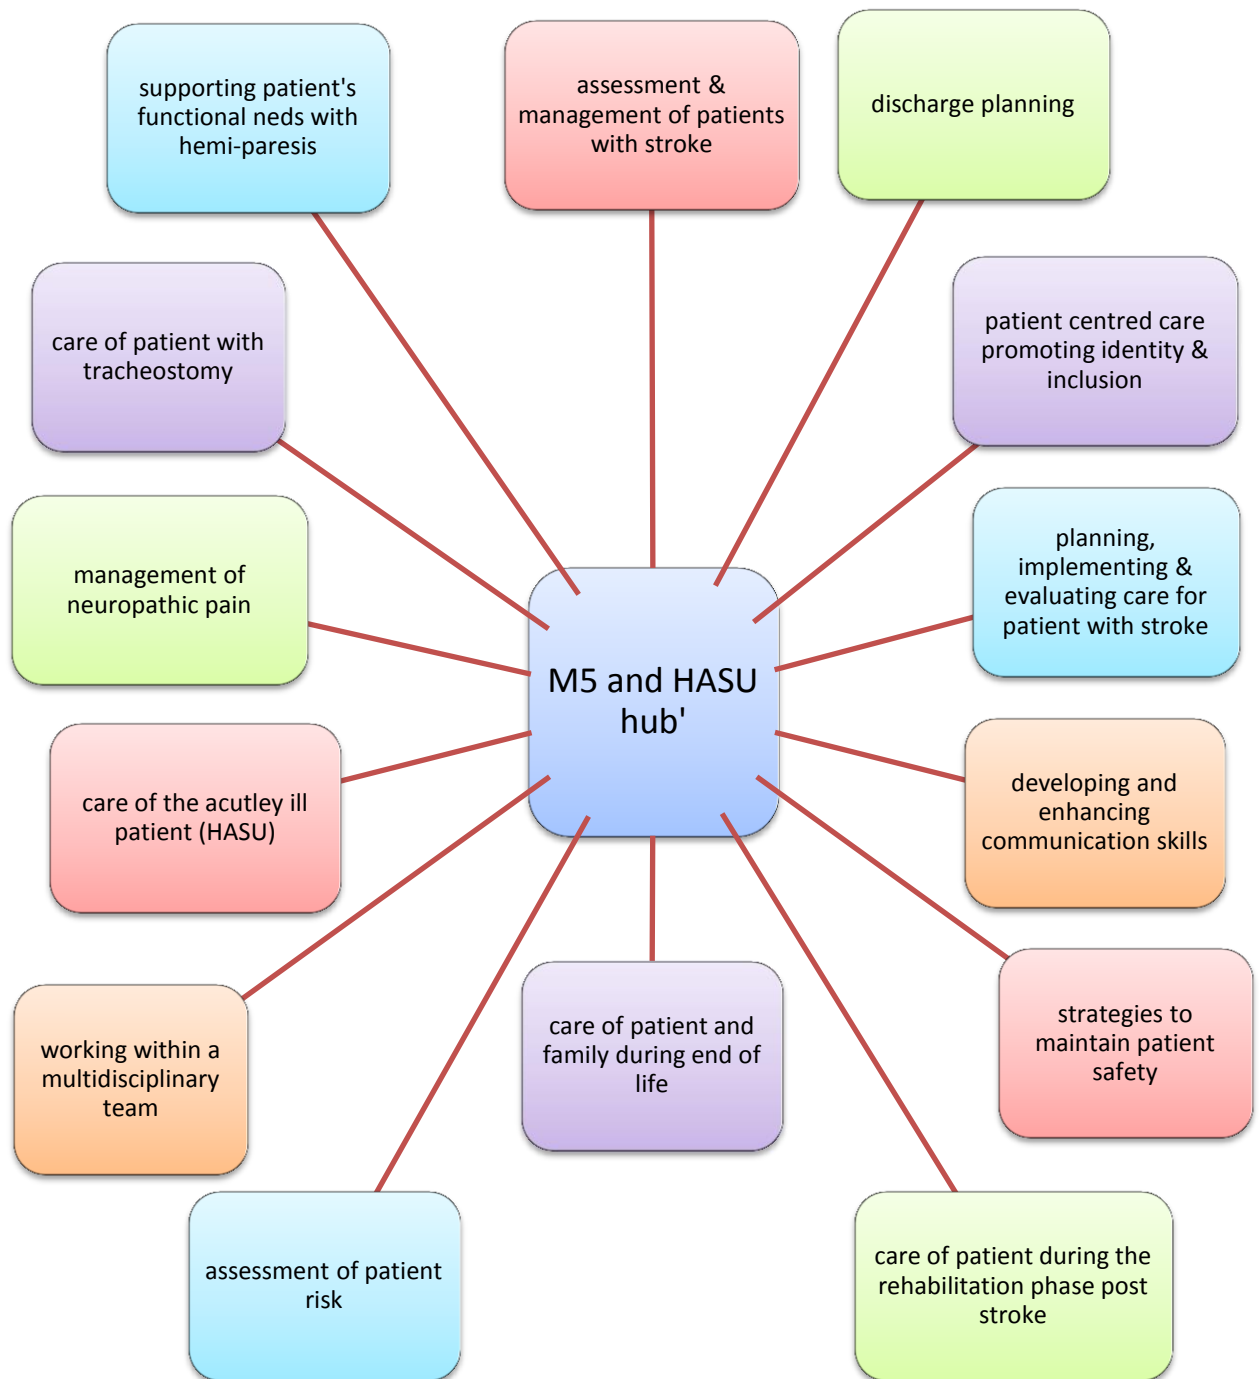 supporting patient's
functional neds with
hemi-paresis
assessment &
management of patients
with stroke
discharge planning
care of patient with
tracheostomy
patient centred care
promoting identity &
inclusion
management of
neuropathic pain
planning,
implementing &
evaluating care for
patient with stroke
M5 and HASU
hub'
care of the acutley ill
patient (HASU)
developing and
enhancing
communication skills
working within a
multidisciplinary
team
care of patient and
family during end of
life
strategies to
maintain patient
safety
assessment of patient
risk
care of patient during the
rehabilitation phase post
stroke